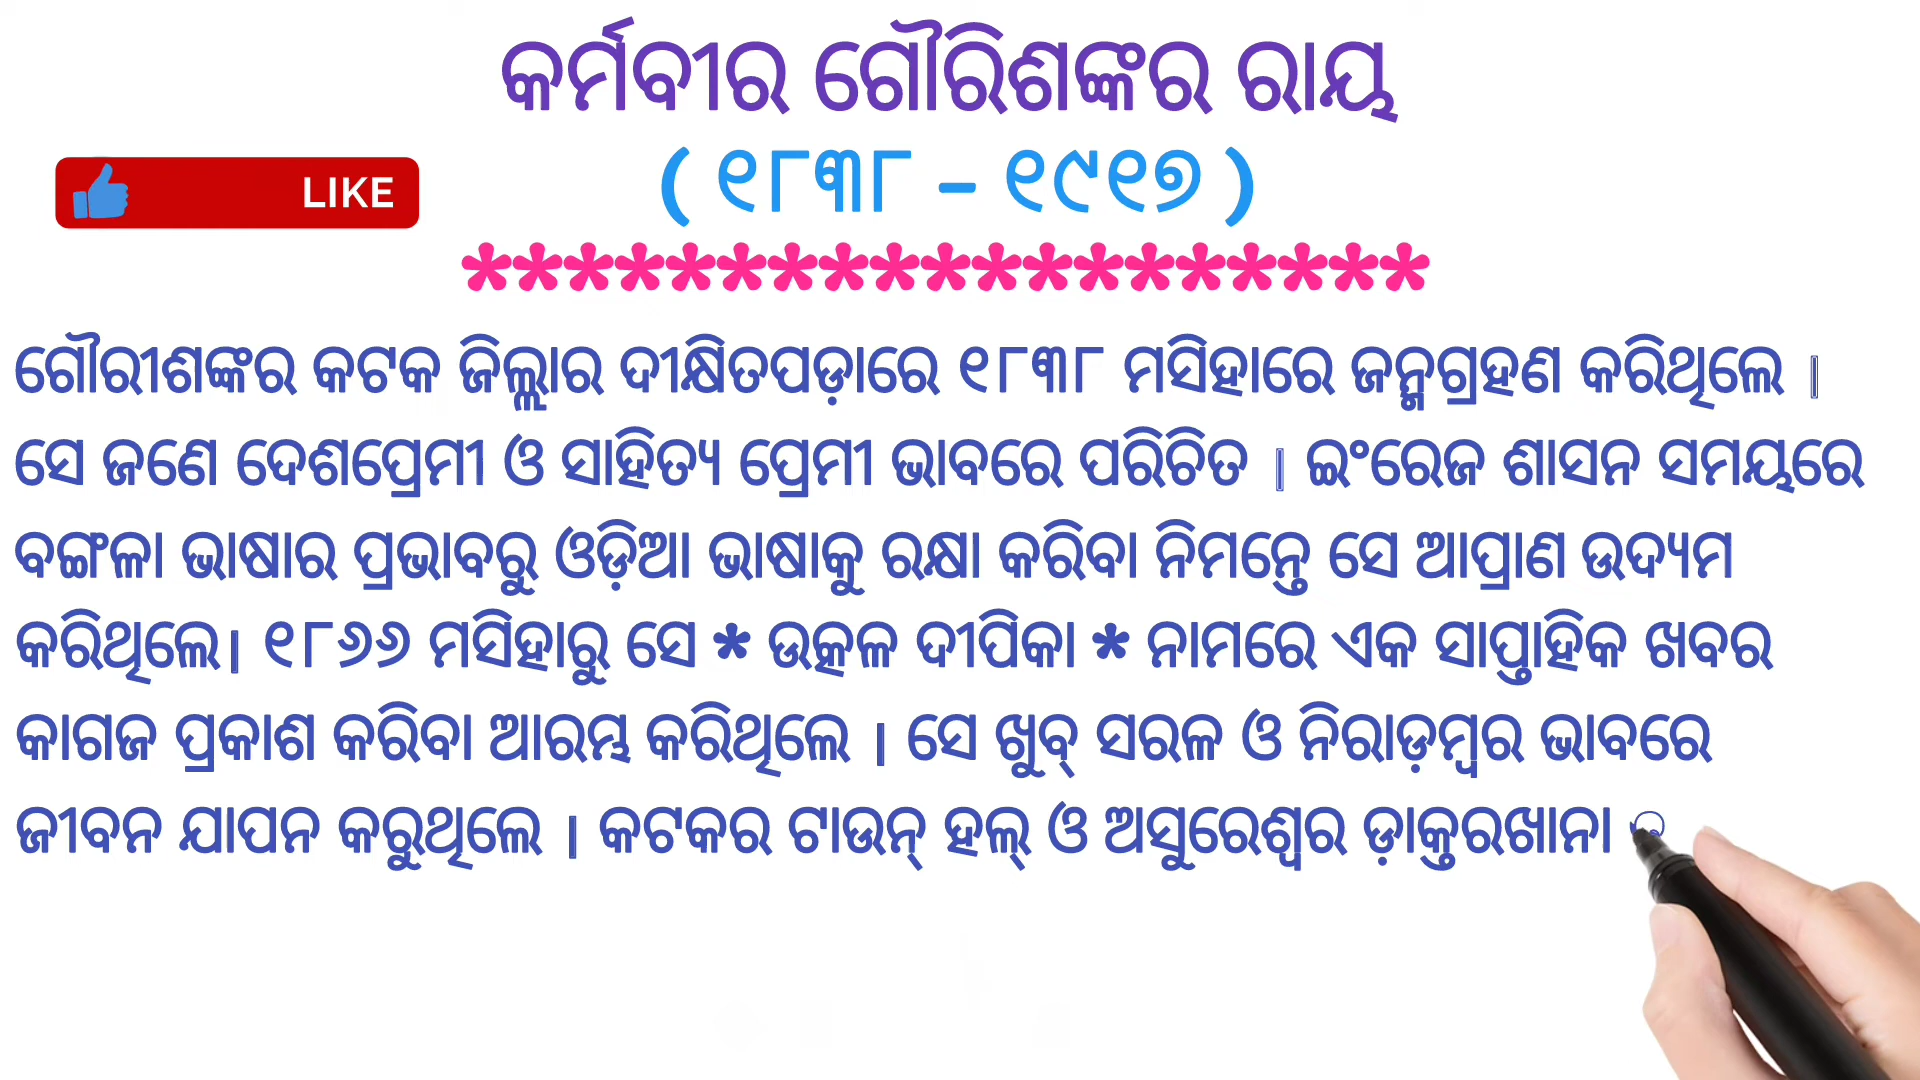 କର୍ମବୀର ଗୌରିଶଙ୍କର ରାୟ
( ୧୮୩୮ – ୧୯୧୭ )
LIKE
*******************
ଗୌରୀଶଙ୍କର କଟକ ଜିଲ୍ଲାର ଦୀକ୍ଷିତପଡ଼ାରେ ୧୮୩୮ ମସିହାରେ ଜନ୍ମଗ୍ରହଣ କରିଥିଲେ |
ସେ ଜଣେ ଦେଶପ୍ରେମୀ ଓ ସାହିତ୍ୟ ପ୍ରେମୀ ଭାବରେ ପରିଚିତ | ଇଂରେଜ ଶାସନ ସମୟରେ
ବଙ୍ଗଳା ଭାଷାର ପ୍ରଭାବରୁ ଓଡ଼ିଆ ଭାଷାକୁ ରକ୍ଷା କରିବା ନିମନ୍ତେ ସେ ଆପ୍ରାଣ ଉଦ୍ୟମ
କରିଥିଲେ| ୧୮୬୬ ମସିହାରୁ ସେ * ଉତ୍କଳ ଦୀପିକା * ନାମରେ ଏକ ସାପ୍ତାହିକ ଖବର
କାଗଜ ପ୍ରକାଶ କରିବା ଆରମ୍ଭ କରିଥିଲେ | ସେ ଖୁବ୍ ସରଳ ଓ ନିରାଡ଼ମ୍ବର ଭାବରେ
ଜୀବନ ଯାପନ କରୁଥିଲେ | କଟକର ଟାଉନ୍ ହଲ୍ ଓ ଅସୁରେଶ୍ୱର ଡ଼ାକ୍ତରଖାନା